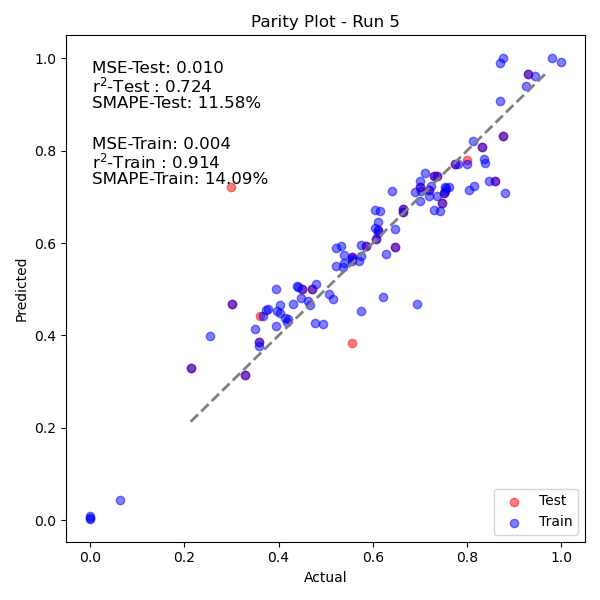 Parity Plot - Run 5
MSE-Test: 0.010
r²-Test : 0.724
SMAPE-Test: 11.58%
MSE-Train: 0.004
r²-Train : 0.914
SMAPE-Train: 14.09%
1.0
0.8
0.6
0.4
0.2
0.0
Predicted
Test
Train
0.0 0.2 0.4 0.6 0.8 1.0
Actual